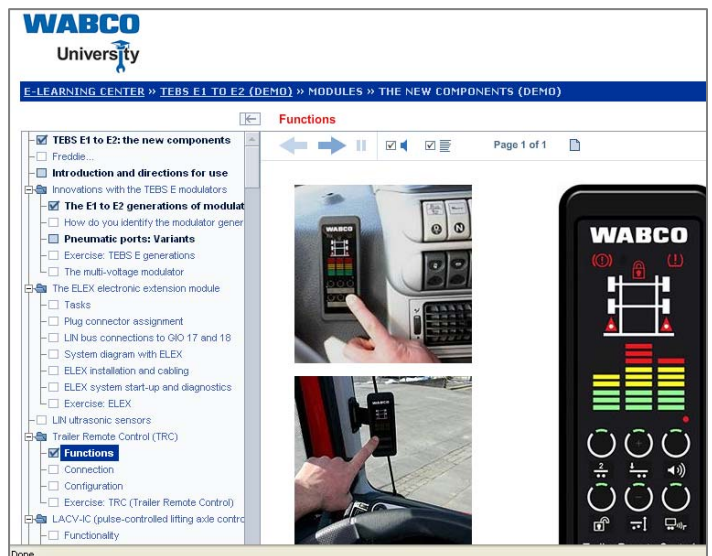 WABCO
University
E-LEARNING CENTER » TEBS E1 TO E2 (DEMO) » MODULES » THE NEW COMPONENTS (DEMO)
Functions
Page 1 of 1
TEBS E1 to E2: the new components
Freddie...
Introduction and directions for use
Innovations with the TEBS E modulators
The E1 to E2 generations of modulat
How do you identify the modulator gener
Pneumatic ports: Variants
Exercise: TEBS E generations
The multi-voltage modulator
The ELEX electronic extension module
Tasks
Plug connector assignment
LIN bus connections to GIO 17 and 18
System diagram with ELEX
ELEX installation and cabling
ELEX system start-up and diagnostics
Exercise: ELEX
LIN ultrasonic sensors
Trailer Remote Control (TRC)
Functions
Connection
Configuration
Exercise: TRC (Trailer Remote Control)
LACV-IC (pulse-controlled lifting axle contro
Functionality
Done
WABCO
WABCO
WABCO
2